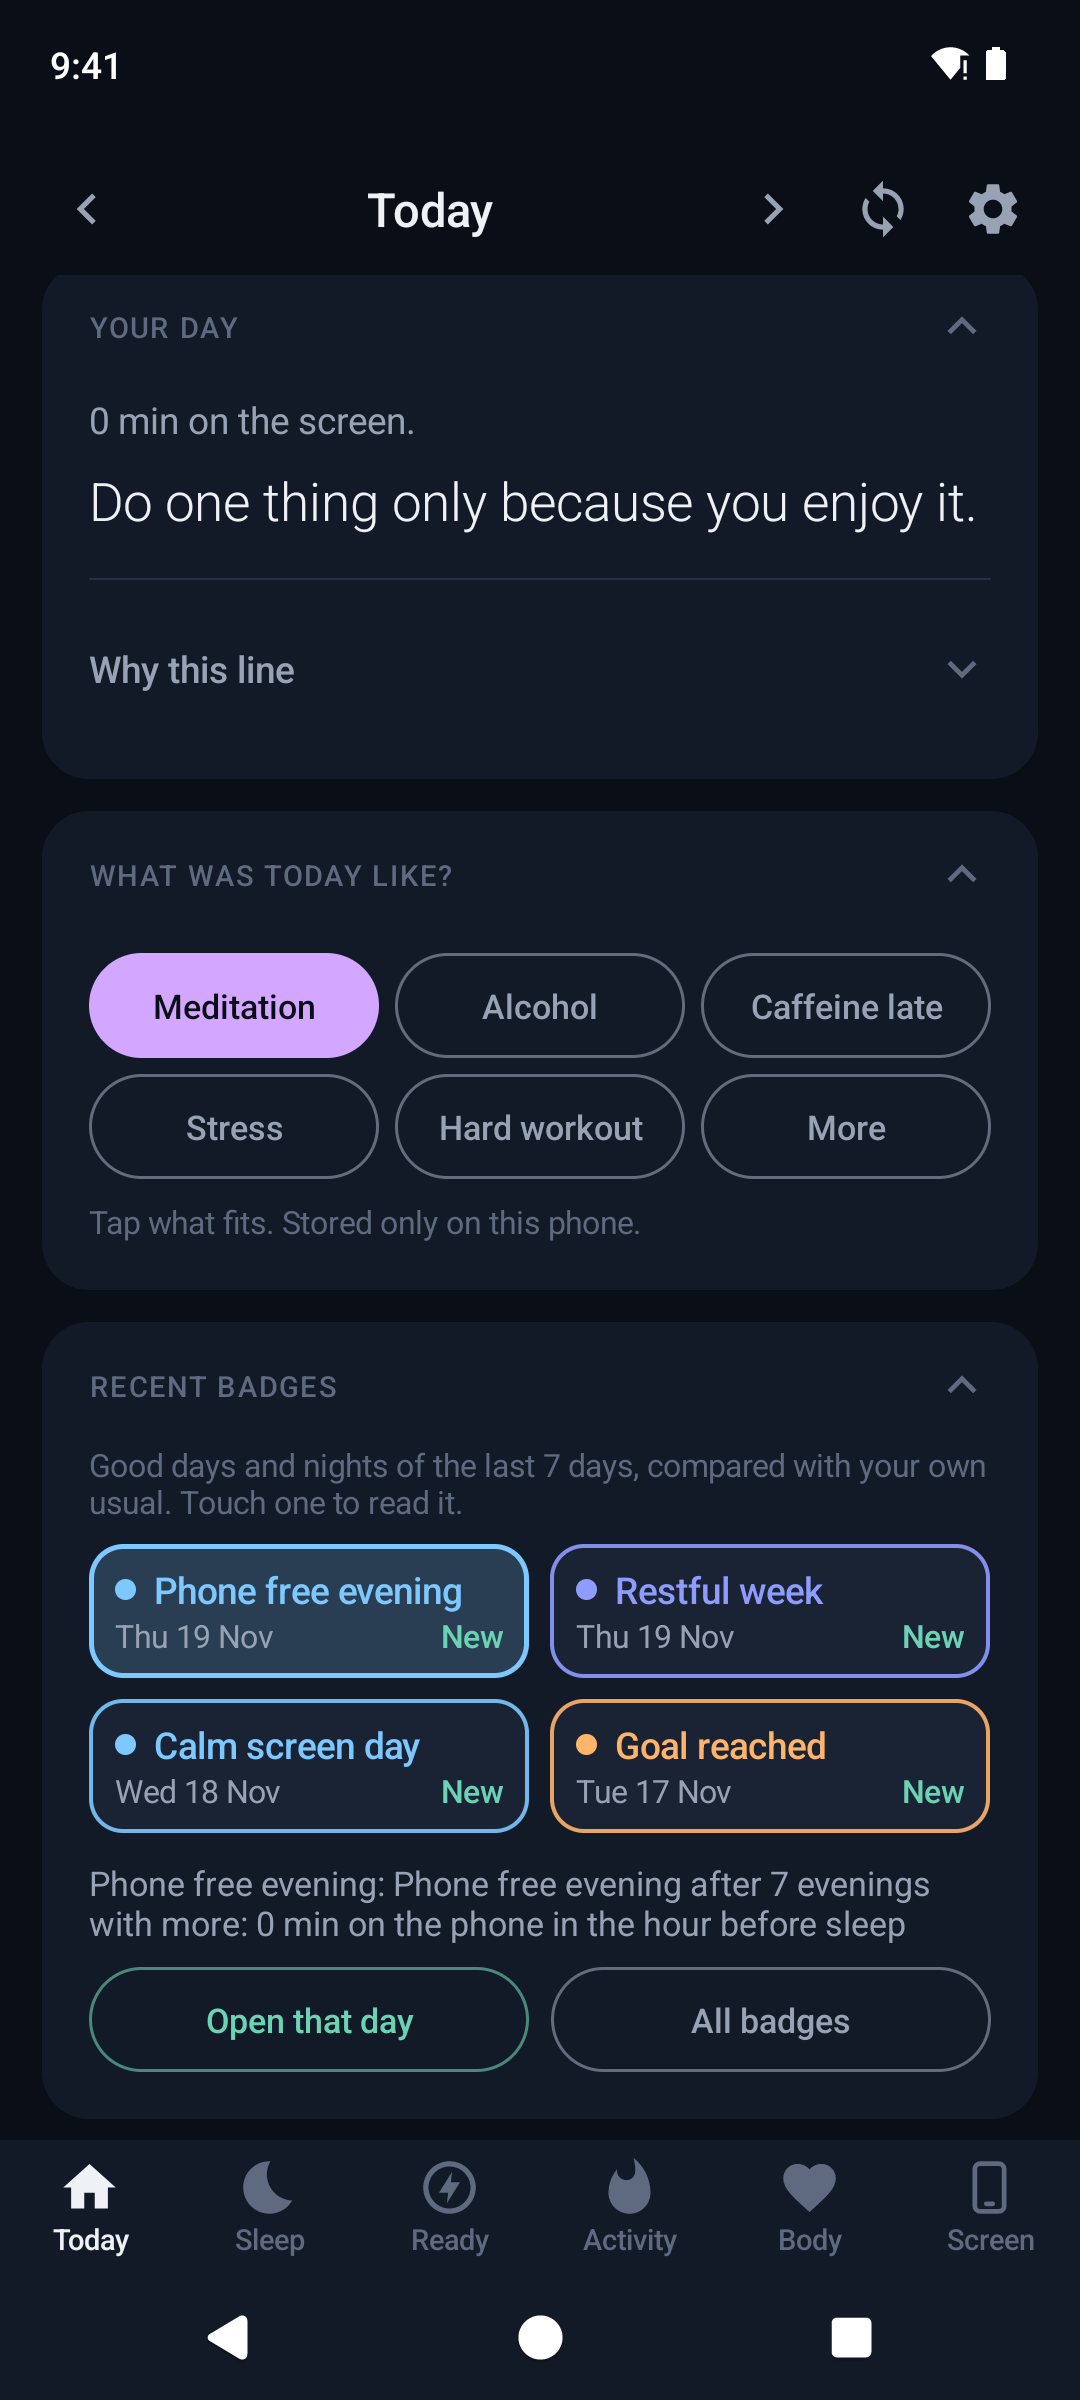 9:41
Today
YOUR DAY
0 min on the screen.
Do one thing only because you enjoy it.
Why this line
WHAT WAS TODAY LIKE?
Meditation
Alcohol
Caffeine late
Stress
Hard workout
More
Tap what fits. Stored only on this phone.
RECENT BADGES
Good days and nights of the last 7 days, compared with your own
usual. Touch one to read it.
Phone free evening
Thu 19 Nov New
Restful week
Thu 19 Nov New
Calm screen day
Wed 18 Nov New
Goal reached
Tue 17 Nov New
Phone free evening: Phone free evening after 7 evenings
with more: 0 min on the phone in the hour before sleep
Open that day
All badges
Today
Sleep
Ready
Activity
Body
Screen